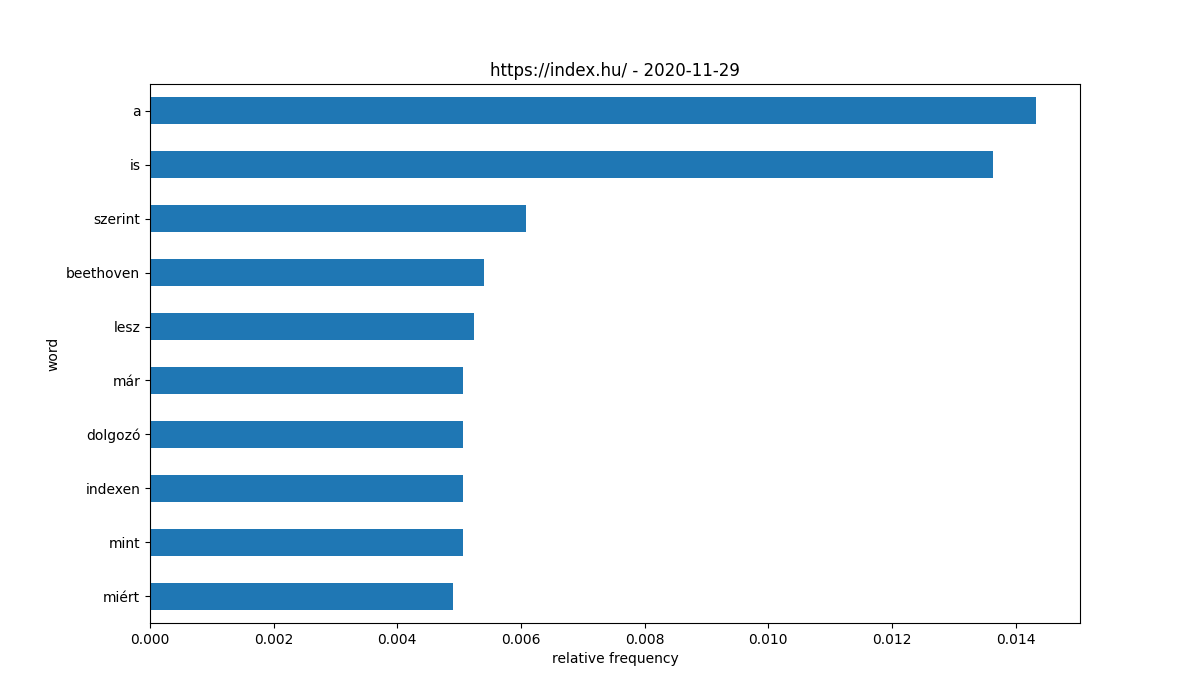 https://index.hu/ - 2020-11-29
a
is
szerint
beethoven
lesz
már
dolgozó
indexen
mint
miért
word
0.000 0.002 0.004 0.006 0.008 0.010 0.012 0.014
relative frequency